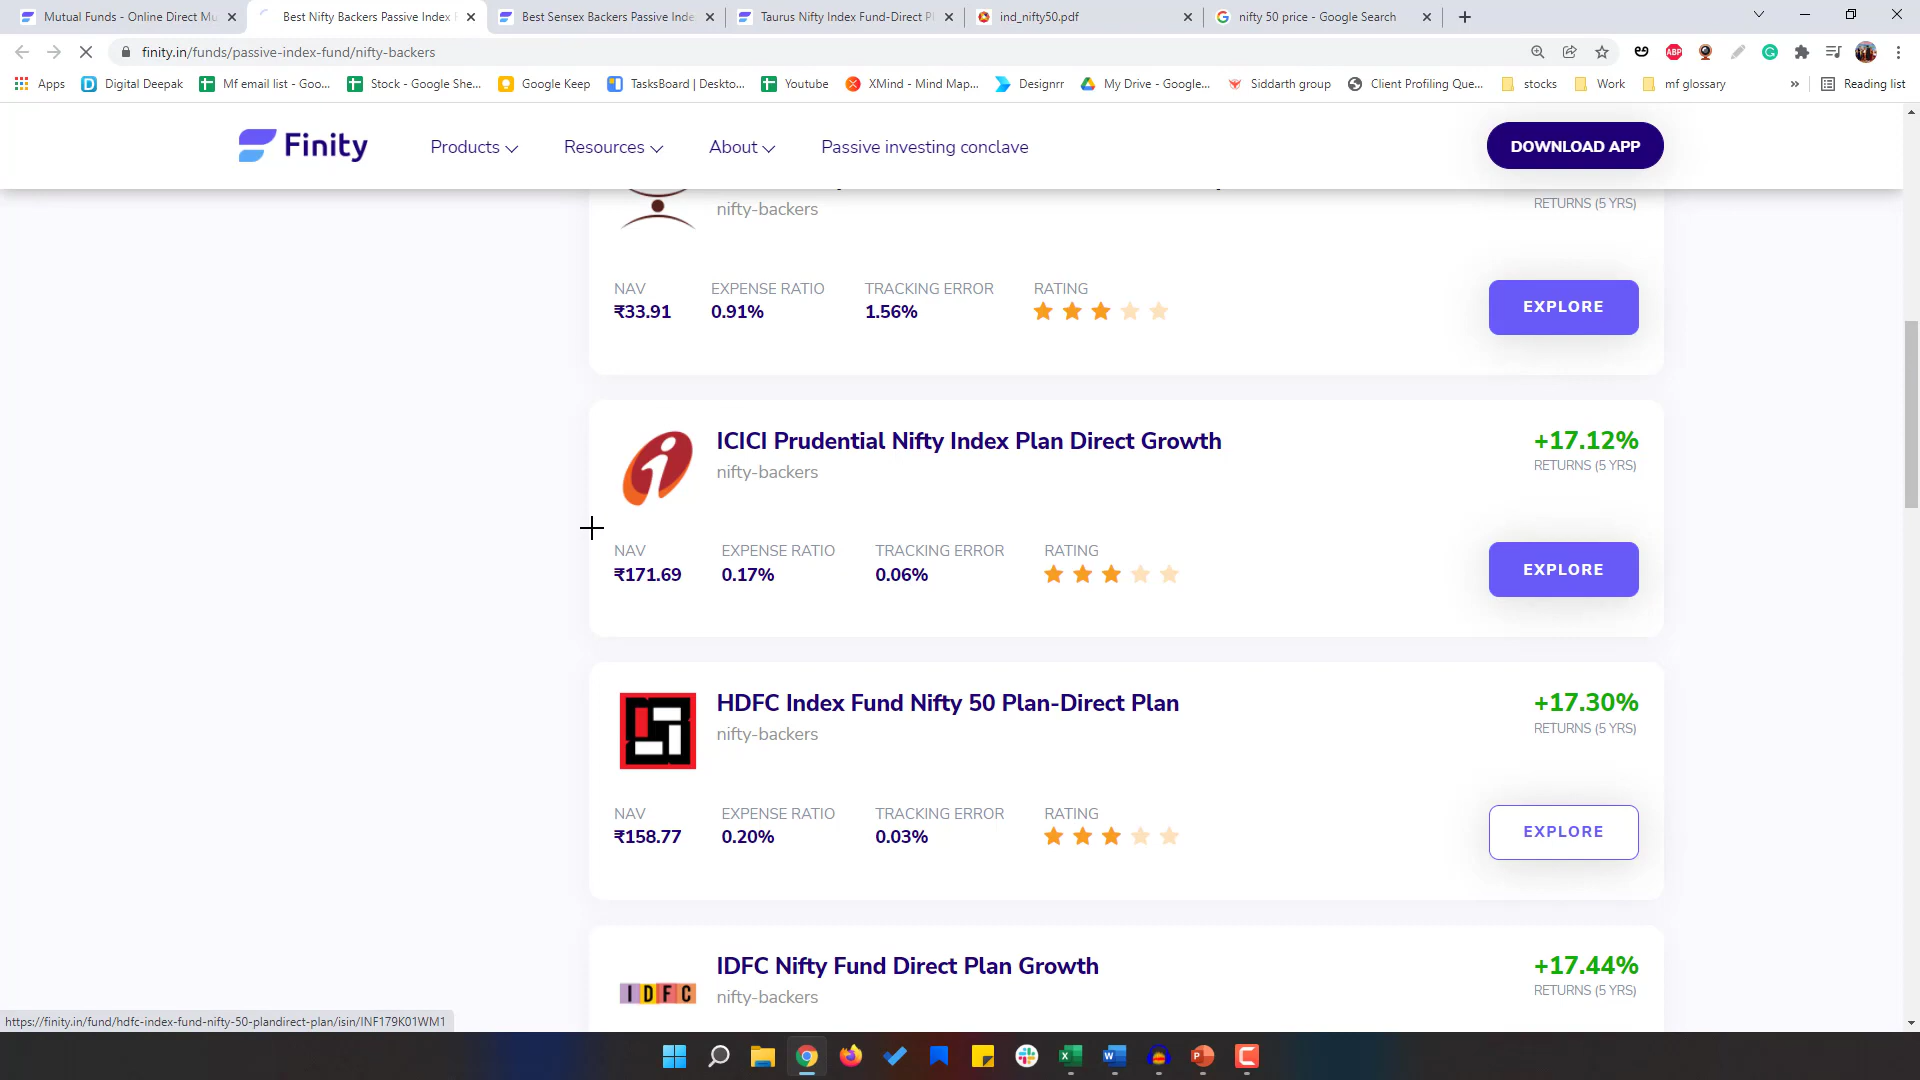 Mutual Funds - Online Direct Mu
Best Nifty Backers Passive Index F
Best Sensex Backers Passive Inde
Taurus Nifty Index Fund-Direct Pl
ind_nifty50.pdf
nifty 50 price - Google Search
finity.in/funds/passive-index-fund/nifty-backers
ABP
Apps
Digital Deepak
Mf email list - Goo...
Stock - Google She...
Google Keep
TasksBoard | Deskto...
Youtube
XMind - Mind Map...
Designrr
My Drive - Google...
Siddarth group
Client Profiling Que...
stocks
Work
mf glossary
»
Reading list
Finity
Products
Resources
About
Passive investing conclave
DOWNLOAD APP
nifty-backers
RETURNS (5 YRS)
NAV
EXPENSE RATIO
TRACKING ERROR
RATING
₹33.91
0.91%
1.56%
EXPLORE
ICICI Prudential Nifty Index Plan Direct Growth
+17.12%
nifty-backers
RETURNS (5 YRS)
NAV
EXPENSE RATIO
TRACKING ERROR
RATING
₹171.69
0.17%
0.06%
EXPLORE
HDFC Index Fund Nifty 50 Plan-Direct Plan
+17.30%
nifty-backers
RETURNS (5 YRS)
NAV
EXPENSE RATIO
TRACKING ERROR
RATING
₹158.77
0.20%
0.03%
EXPLORE
IDFC Nifty Fund Direct Plan Growth
+17.44%
IDFC
nifty-backers
RETURNS (5 YRS)
https://finity.in/fund/hdfc-index-fund-nifty-50-plandirect-plan/isin/INF179K01WM1